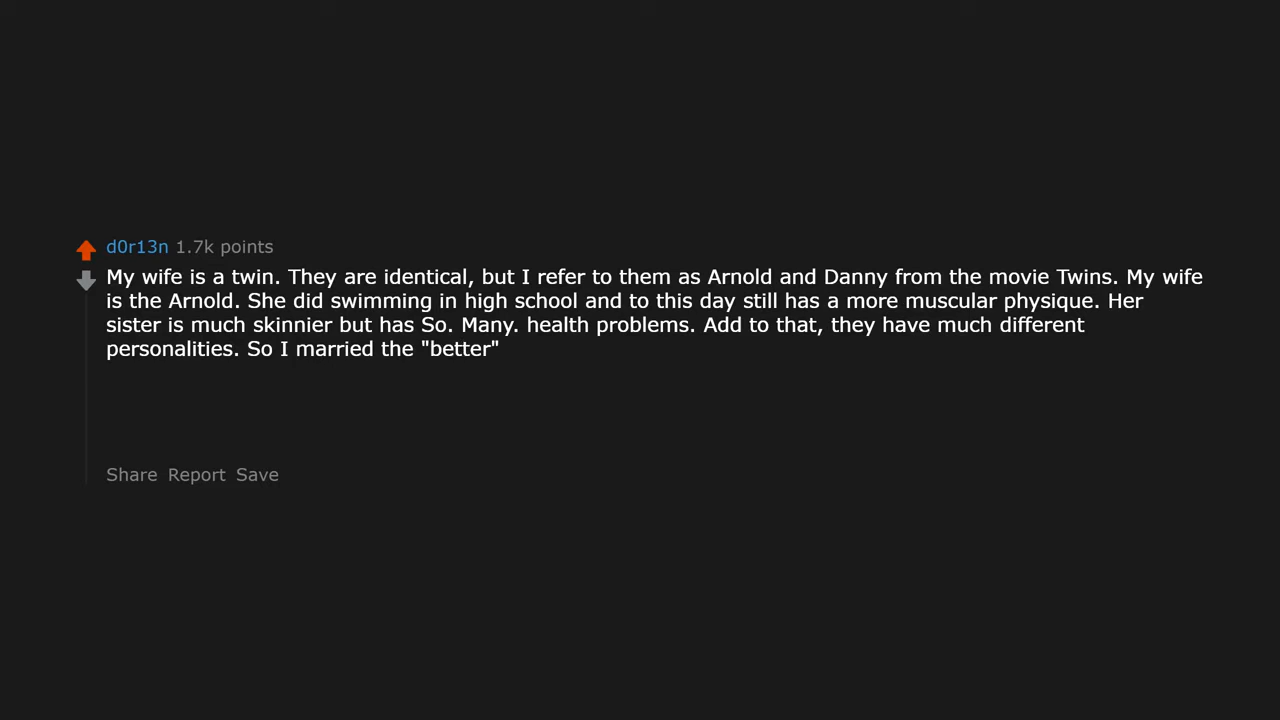 d0r13n 1.7k points
My wife is a twin. They are identical, but I refer to them as Arnold and Danny from the movie Twins. My wife
is the Arnold. She did swimming in high school and to this day still has a more muscular physique. Her
sister is much skinnier but has So. Many. health problems. Add to that, they have much different
personalities. So I married the "better"
Share Report Save